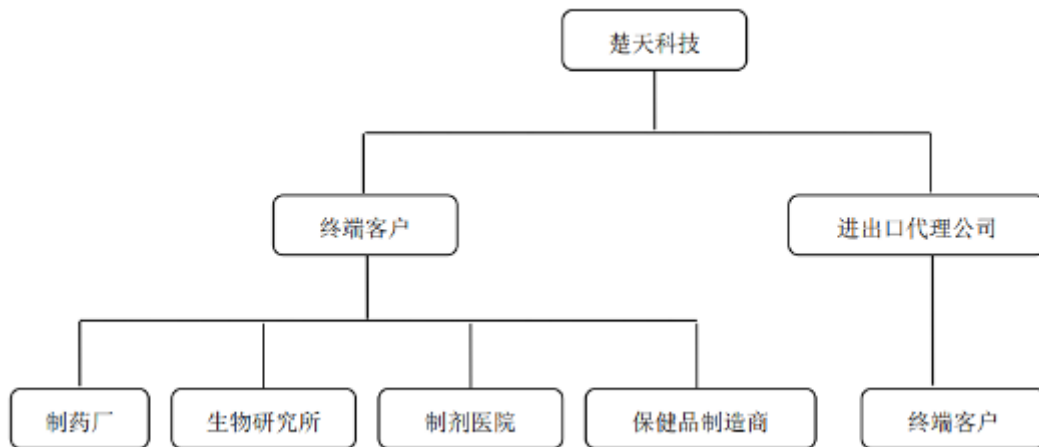 楚天科技
终端客户
进出口代理公司
制药厂
生物研究所
制剂医院
保健品制造商
终端客户